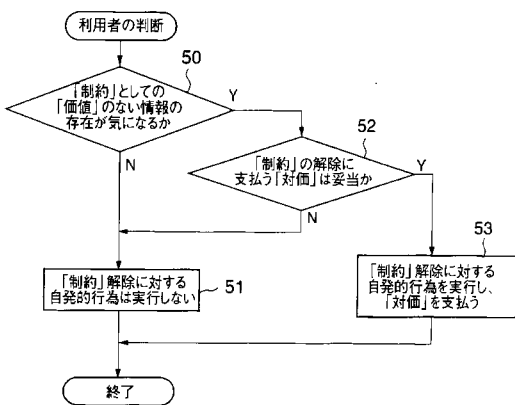 利用者の判断
50
「制約」としての
「価値」のない情報の
存在が気になるか
Y
N
52
「制約」の解除に
支払う「対価」は妥当か
Y
N
「制約」解除に対する
自発的行為は実行しない
51
53
「制約」解除に対する
自発的行為を実行し、
「対価」を支払う
終了